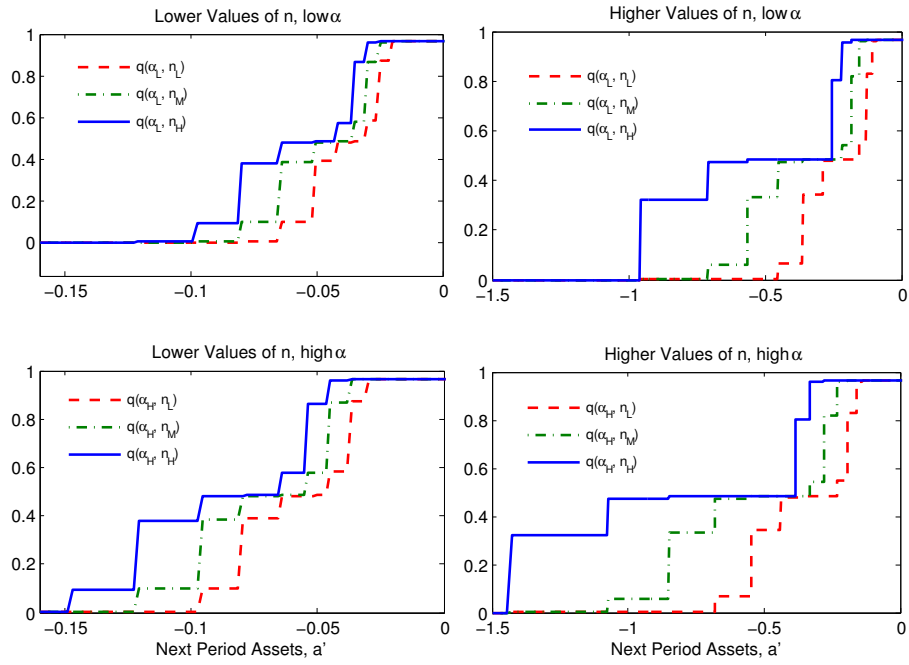 Lower Values of n, low α
1
0.8
0.6
0.4
0.2
0
q(α_L, n_L)
q(α_L, n_M)
q(α_L, n_H)
−0.15
−0.1
−0.05
0
Higher Values of n, low α
1
0.8
0.6
0.4
0.2
0
q(α_L, n_L)
q(α_L, n_M)
q(α_L, n_H)
−1.5
−1
−0.5
0
Lower Values of n, high α
1
0.8
0.6
0.4
0.2
0
q(α_H, n_L)
q(α_H, n_M)
q(α_H, n_H)
−0.15
−0.1
−0.05
0
Next Period Assets, a'
Higher Values of n, high α
1
0.8
0.6
0.4
0.2
0
q(α_H, n_L)
q(α_H, n_M)
q(α_H, n_H)
−1.5
−1
−0.5
0
Next Period Assets, a'